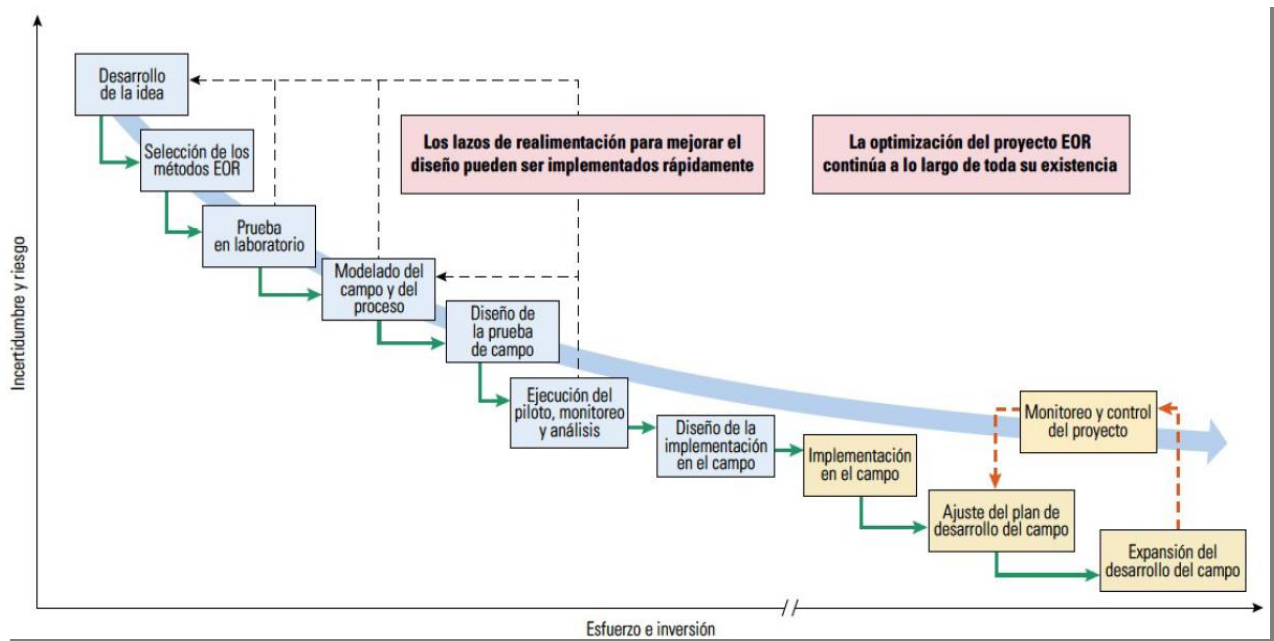 Desarrollo
de la idea
Selección de los
métodos EOR
Prueba
en laboratorio
Modelado del
campo y del
proceso
Diseño de
la prueba
de campo
Ejecución del
piloto, monitoreo
y análisis
Diseño de la
implementación
en el campo
Implementación
en el campo
Ajuste del plan de
desarrollo del campo
Expansión del
desarrollo del campo
Monitoreo y control
del proyecto
Los lazos de realimentación para mejorar el
diseño pueden ser implementados rápidamente
La optimización del proyecto EOR
continúa a lo largo de toda su existencia
Incertidumbre y riesgo
Esfuerzo e inversión